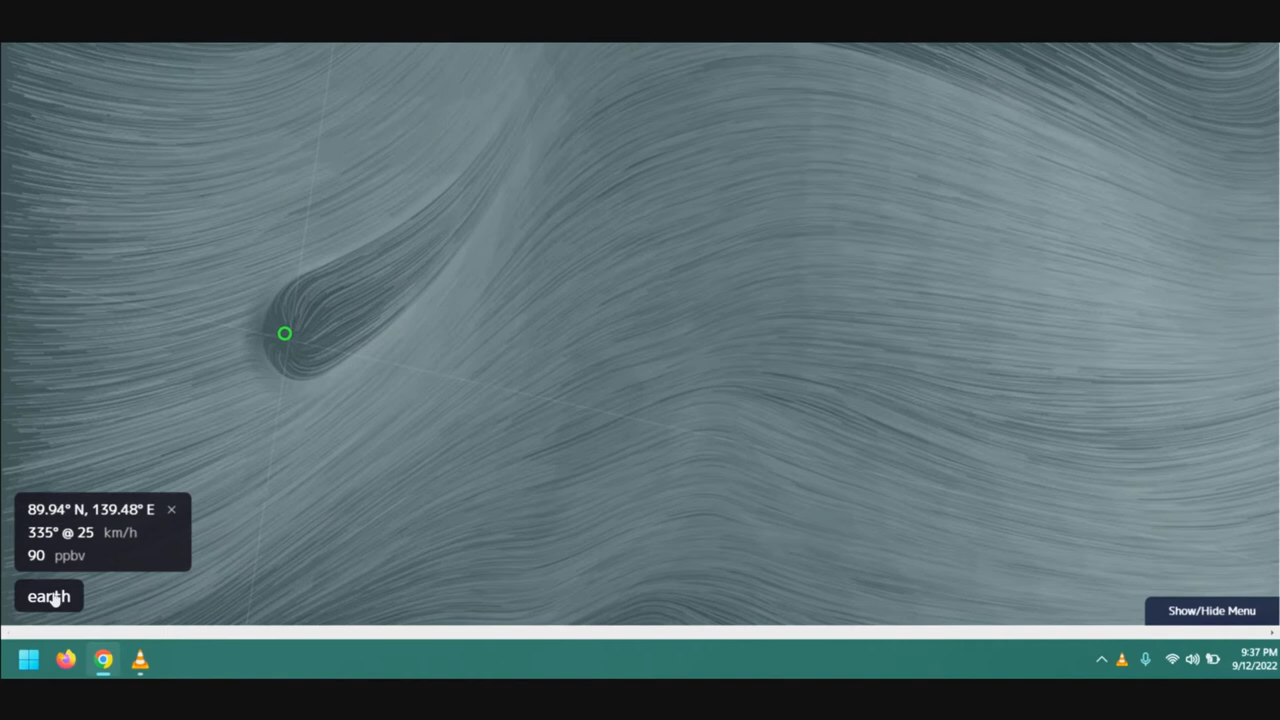 89.94° N, 139.48° E ×
335° @ 25 km/h
90 ppbv
earth
Show/Hide Menu
9:37 PM
9/12/2022